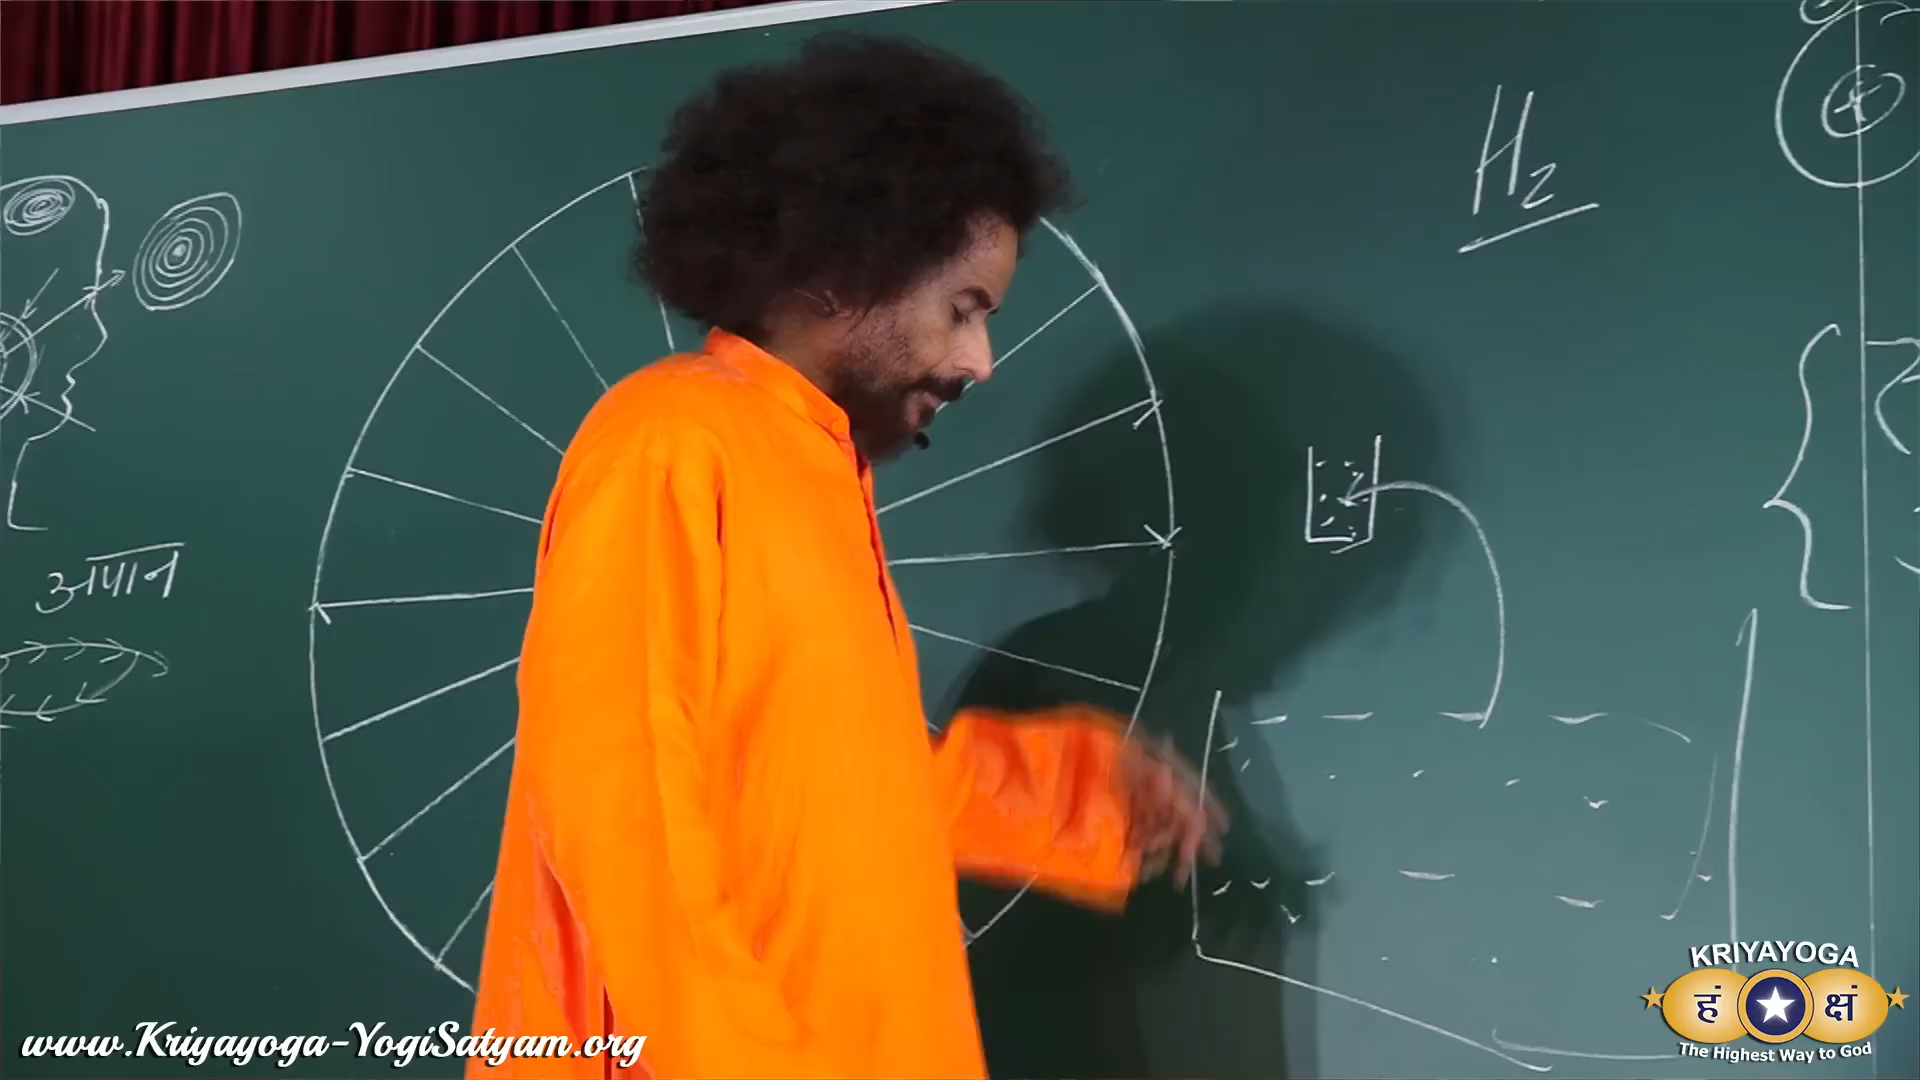 H2
अपान
KRIYAYOGA
हं क्षं
The Highest Way to God
www.Kriyayoga-YogiSatyam.org